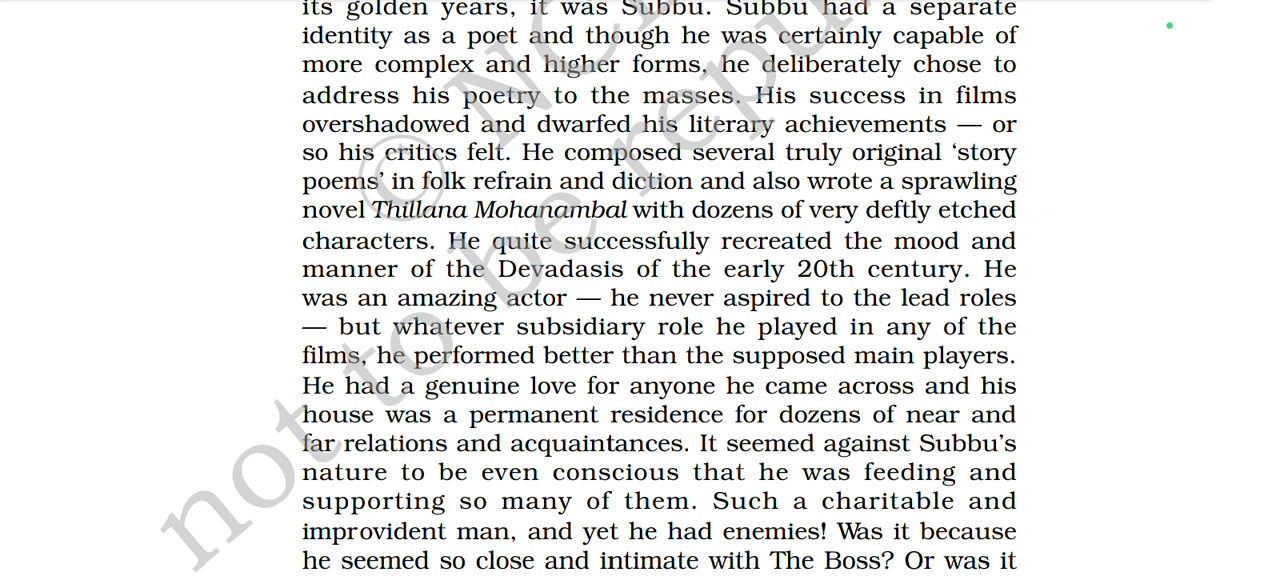 its golden years, it was Subbu. Subbu had a separate
identity as a poet and though he was certainly capable of
more complex and higher forms, he deliberately chose to
address his poetry to the masses. His success in films
overshadowed and dwarfed his literary achievements — or
so his critics felt. He composed several truly original ‘story
poems’ in folk refrain and diction and also wrote a sprawling
novel Thillana Mohanambal with dozens of very deftly etched
characters. He quite successfully recreated the mood and
manner of the Devadasis of the early 20th century. He
was an amazing actor — he never aspired to the lead roles
— but whatever subsidiary role he played in any of the
films, he performed better than the supposed main players.
He had a genuine love for anyone he came across and his
house was a permanent residence for dozens of near and
far relations and acquaintances. It seemed against Subbu’s
nature to be even conscious that he was feeding and
supporting so many of them. Such a charitable and
improvident man, and yet he had enemies! Was it because
he seemed so close and intimate with The Boss? Or was it
© NC
not to be repu